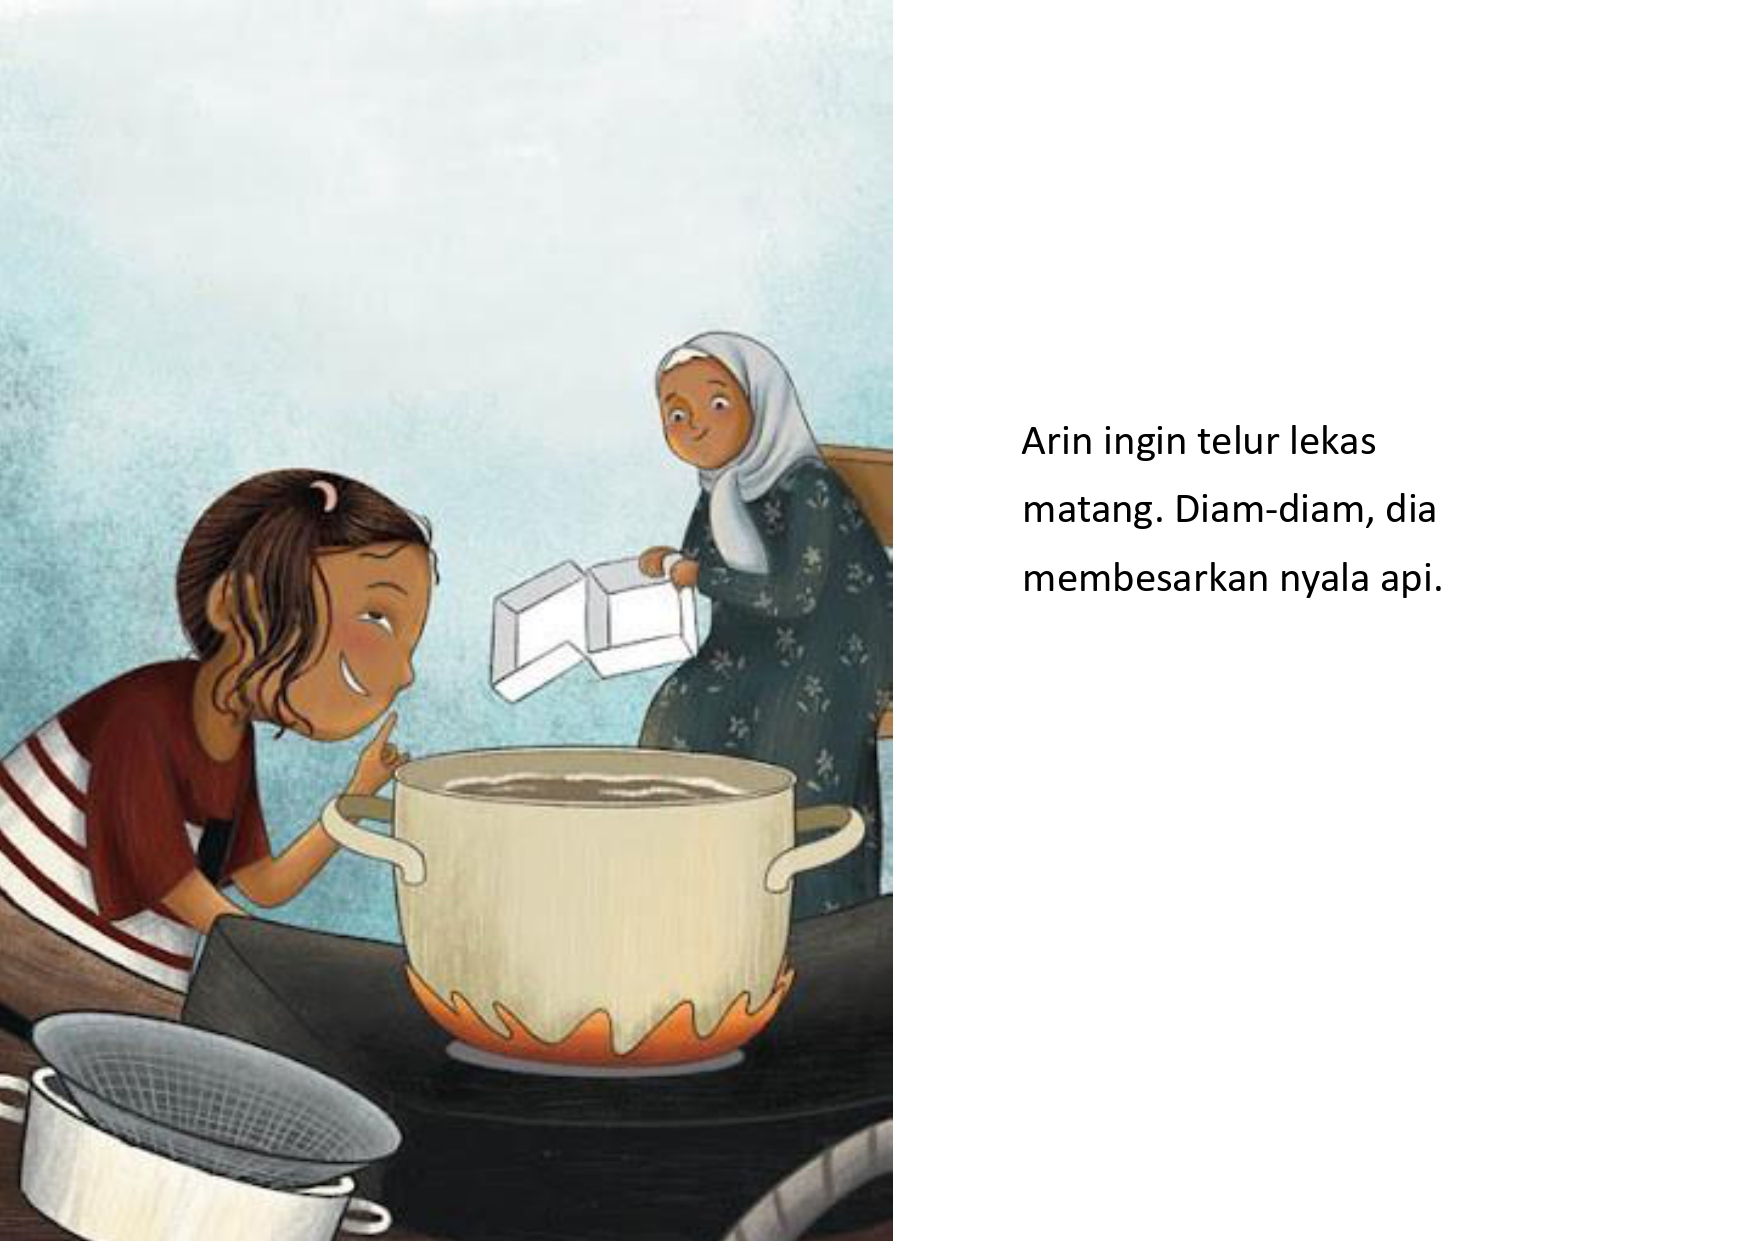 Arin ingin telur lekas
matang. Diam-diam, dia
membesarkan nyala api.